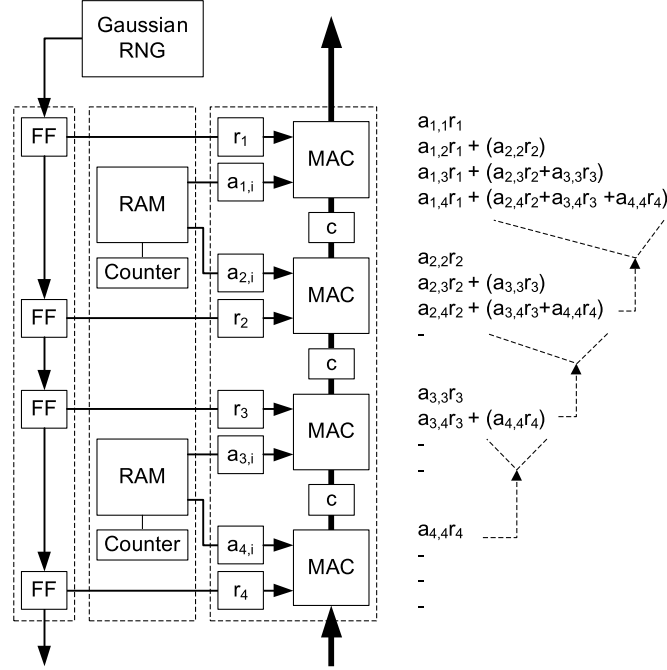 Gaussian
RNG
FF
r1
MAC
a1,i
RAM
c
Counter
a2,i
MAC
FF
r2
c
FF
r3
MAC
a3,i
RAM
c
Counter
a4,i
MAC
FF
r4
a1,1r1
a1,2r1 + (a2,2r2)
a1,3r1 + (a2,3r2+a3,3r3)
a1,4r1 + (a2,4r2+a3,4r3 +a4,4r4)
a2,2r2
a2,3r2 + (a3,3r3)
a2,4r2 + (a3,4r3+a4,4r4)
-
a3,3r3
a3,4r3 + (a4,4r4)
-
-
a4,4r4
-
-
-